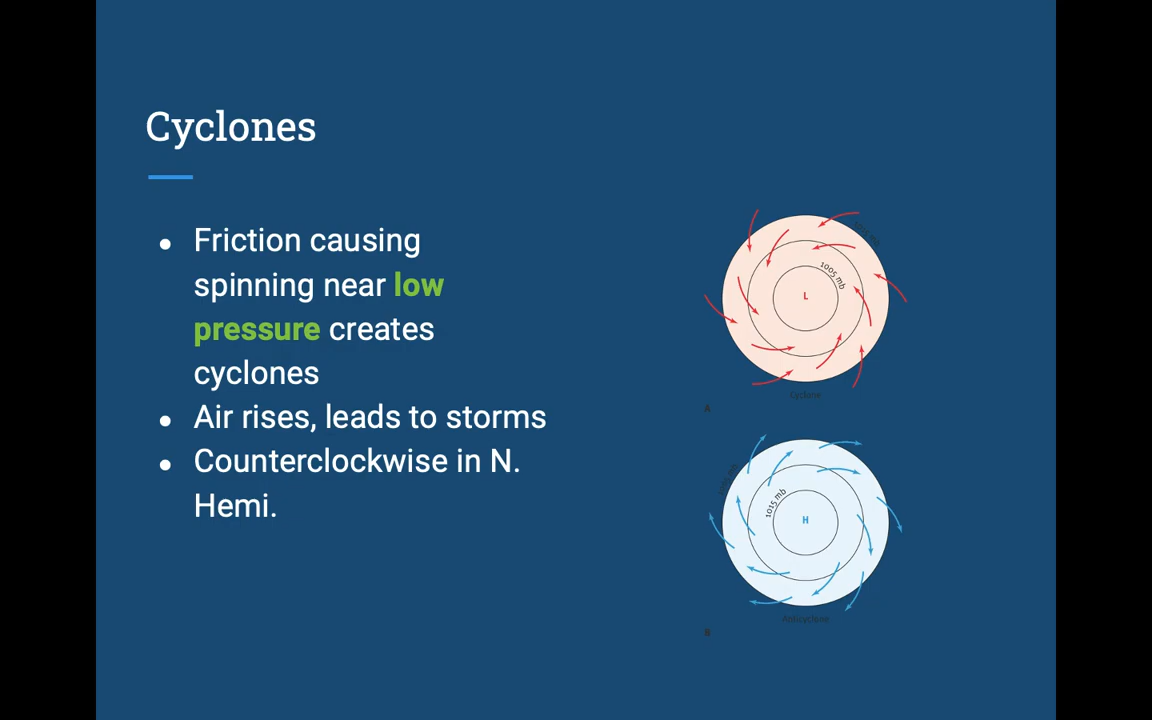 Cyclones
● Friction causing
spinning near low
pressure creates
cyclones
● Air rises, leads to storms
● Counterclockwise in N.
Hemi.
1005 mb
L
Cyclone
A
1015 mb
H
Anticyclone
B